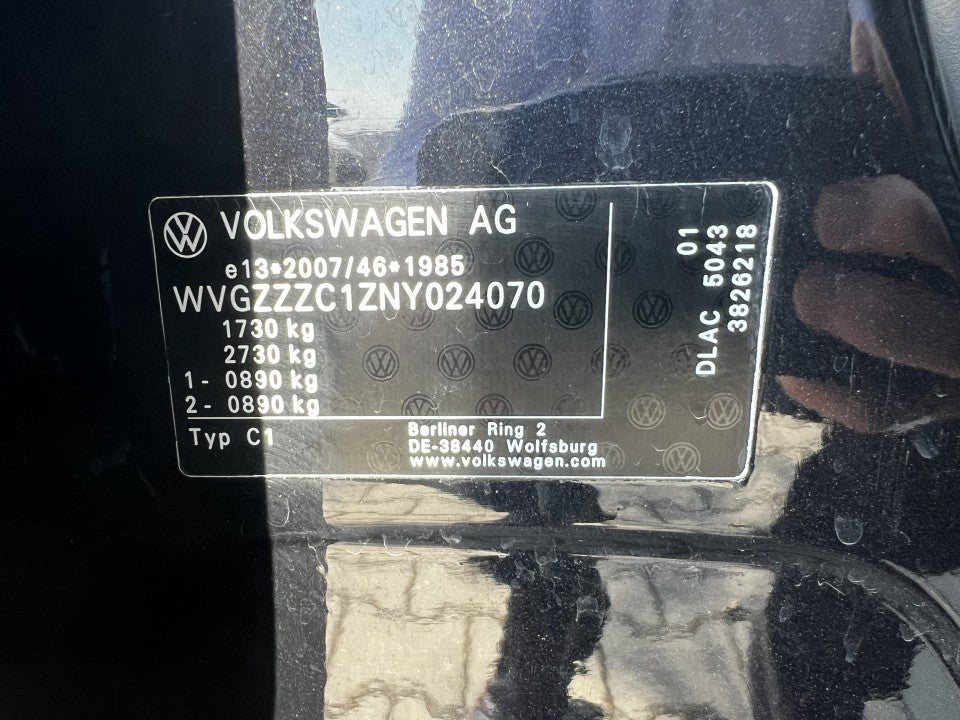 VOLKSWAGEN AG
e13*2007/46*1985
WVGZZZC1ZNY024070
1730 kg
2730 kg
1- 0890 kg
2- 0890 kg
Typ C1
Berliner Ring 2
DE-38440 Wolfsburg
www.volkswagen.com
01
DLAC 5043
3826218